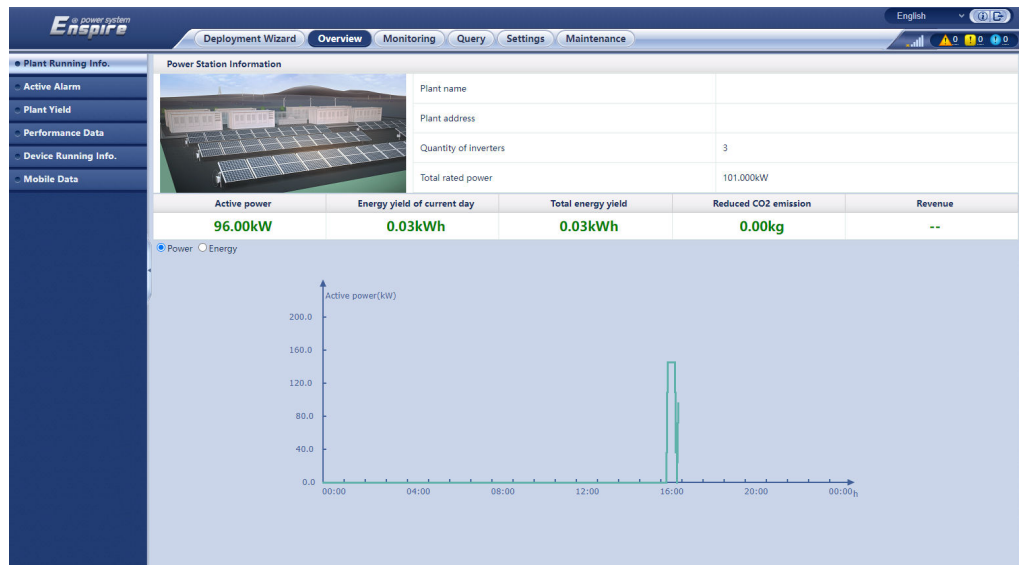 Enspire @ power system
English
Deployment Wizard Overview Monitoring Query Settings Maintenance
0 0 0
Plant Running Info.
Active Alarm
Plant Yield
Performance Data
Device Running Info.
Mobile Data
Power Station Information
Plant name
Plant address
Quantity of inverters 3
Total rated power 101.000kW
Active power Energy yield of current day Total energy yield Reduced CO2 emission Revenue
96.00kW 0.03kWh 0.03kWh 0.00kg --
Power Energy
Active power(kW)
200.0
160.0
120.0
80.0
40.0
0.0
00:00 04:00 08:00 12:00 16:00 20:00 00:00 h